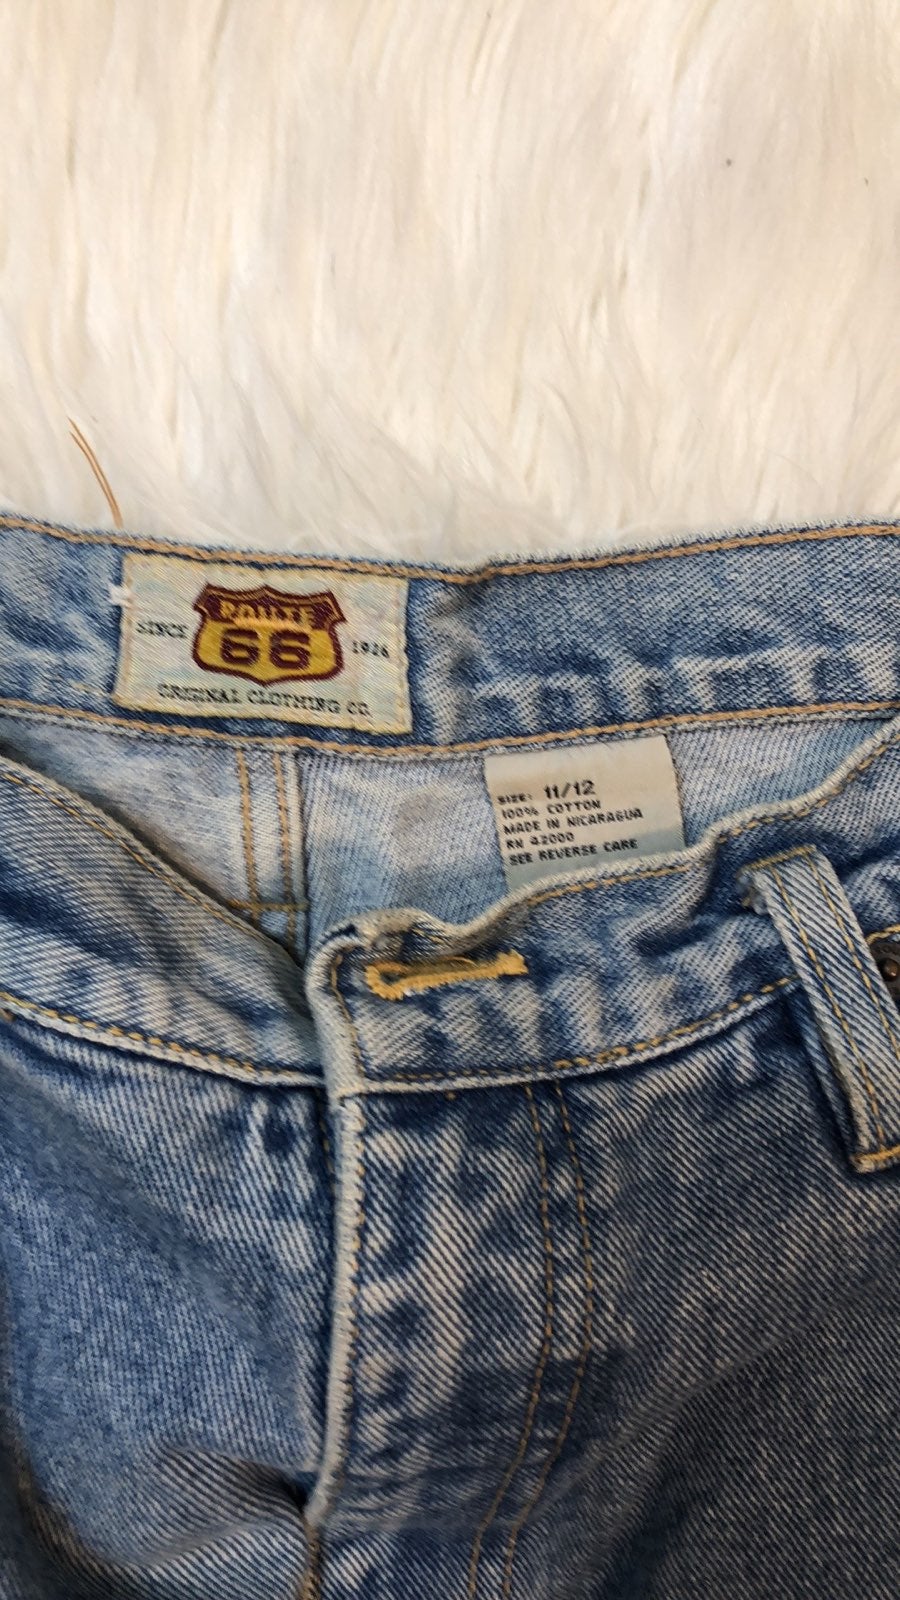 ROUTE
66
SINCE
1926
ORIGINAL CLOTHING CO.
SIZE: 11/12
100% COTTON
MADE IN NICARAGUA
RN 42000
SEE REVERSE CARE